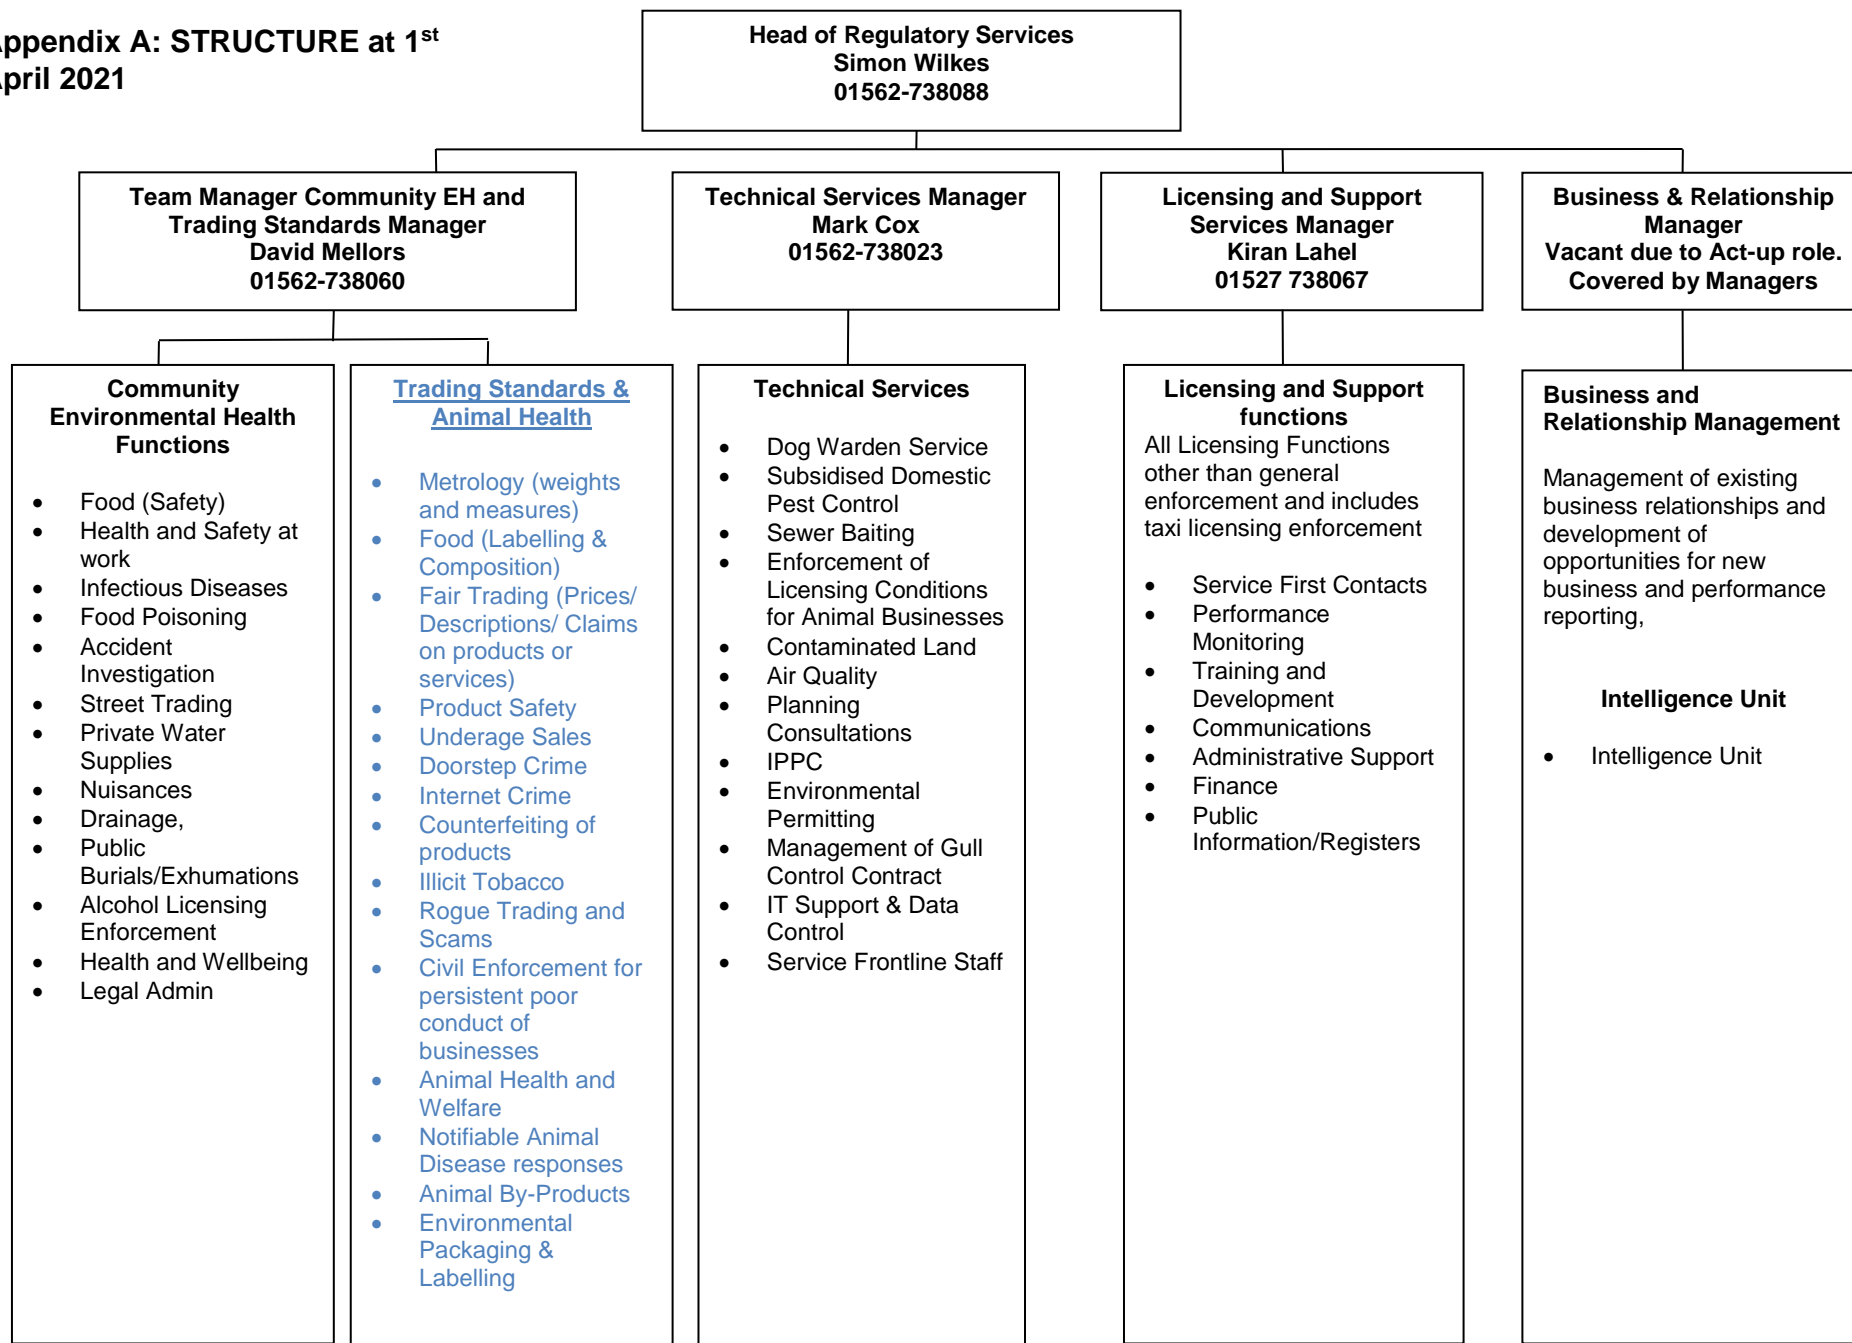 ppendix A: STRUCTURE at 1st
pril 2021
Head of Regulatory Services
Simon Wilkes
01562-738088
Team Manager Community EH and
Trading Standards Manager
David Mellors
01562-738060
Technical Services Manager
Mark Cox
01562-738023
Licensing and Support
Services Manager
Kiran Lahel
01527 738067
Business & Relationship
Manager
Vacant due to Act-up role.
Covered by Managers
Community
Environmental Health
Functions
• Food (Safety)
• Health and Safety at
work
• Infectious Diseases
• Food Poisoning
• Accident
Investigation
• Street Trading
• Private Water
Supplies
• Nuisances
• Drainage,
• Public
Burials/Exhumations
• Alcohol Licensing
Enforcement
• Health and Wellbeing
• Legal Admin
Trading Standards &
Animal Health
• Metrology (weights
and measures)
• Food (Labelling &
Composition)
• Fair Trading (Prices/
Descriptions/ Claims
on products or
services)
• Product Safety
• Underage Sales
• Doorstep Crime
• Internet Crime
• Counterfeiting of
products
• Illicit Tobacco
• Rogue Trading and
Scams
• Civil Enforcement for
persistent poor
conduct of
businesses
• Animal Health and
Welfare
• Notifiable Animal
Disease responses
• Animal By-Products
• Environmental
Packaging &
Labelling
Technical Services
• Dog Warden Service
• Subsidised Domestic
Pest Control
• Sewer Baiting
• Enforcement of
Licensing Conditions
for Animal Businesses
• Contaminated Land
• Air Quality
• Planning
Consultations
• IPPC
• Environmental
Permitting
• Management of Gull
Control Contract
• IT Support & Data
Control
• Service Frontline Staff
Licensing and Support
functions
All Licensing Functions
other than general
enforcement and includes
taxi licensing enforcement
• Service First Contacts
• Performance
Monitoring
• Training and
Development
• Communications
• Administrative Support
• Finance
• Public
Information/Registers
Business and
Relationship Management
Management of existing
business relationships and
development of
opportunities for new
business and performance
reporting,
Intelligence Unit
• Intelligence Unit